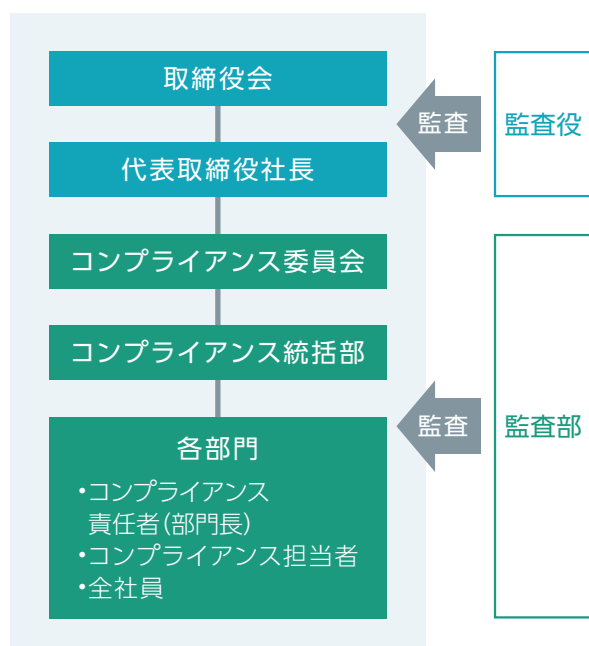 取締役会
代表取締役社長
監査
監査役
コンプライアンス委員会
コンプライアンス統括部
各部門
・コンプライアンス
責任者(部門長)
・コンプライアンス担当者
・全社員
監査
監査部